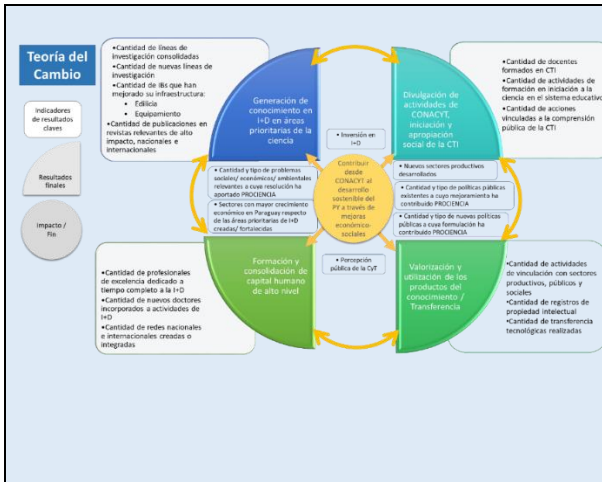 Teoría del
Cambio
Indicadores
de resultados
claves
Resultados
finales
Impacto /
Fin
• Cantidad de líneas de
investigación consolidadas
• Cantidad de nuevas líneas de
investigación
• Cantidad de IBs que han
mejorado su infraestructura:
• Edilicia
• Equipamiento
• Cantidad de publicaciones en
revistas relevantes de alto
impacto, nacionales e
internacionales
Generación de
conocimiento en
I+D en áreas
prioritarias de la
ciencia
Divulgación de
actividades de
CONACYT,
iniciación y
apropiación
social de la CTI
• Cantidad de docentes
formados en CTI
• Cantidad de actividades de
formación en iniciación a la
ciencia en el sistema educativo
• Cantidad de acciones
vinculadas a la comprensión
pública de la CTI
• Inversión en
I+D
• Cantidad y tipo de problemas
sociales/ económicos/ ambientales
relevantes a cuya resolución ha
aportado PROCIENCIA
• Sectores con mayor crecimiento
económico en Paraguay respecto de
las áreas prioritarias de I+D
creadas/ fortalecidas
Contribuir
desde
CONACYT al
desarrollo
sostenible del
PY a través de
mejoras
económico-
sociales
• Nuevos sectores productivos
desarrollados
• Cantidad y tipo de políticas públicas
existentes a cuyo mejoramiento ha
contribuido PROCIENCIA
• Cantidad y tipo de nuevas políticas
públicas a cuya formulación ha
contribuido PROCIENCIA
• Percepción
pública de la CyT
• Cantidad de profesionales
de excelencia dedicado a
tiempo completo a la I+D
• Cantidad de nuevos doctores
incorporados a actividades de
I+D
• Cantidad de redes nacionales
e internacionales creadas o
integradas
Formación y
consolidación de
capital humano
de alto nivel
Valorización y
utilización de los
productos del
conocimiento /
Transferencia
• Cantidad de actividades
de vinculación con sectores
productivos, públicos y
sociales
• Cantidad de registros de
propiedad intelectual
• Cantidad de transferencia
tecnológicas realizadas